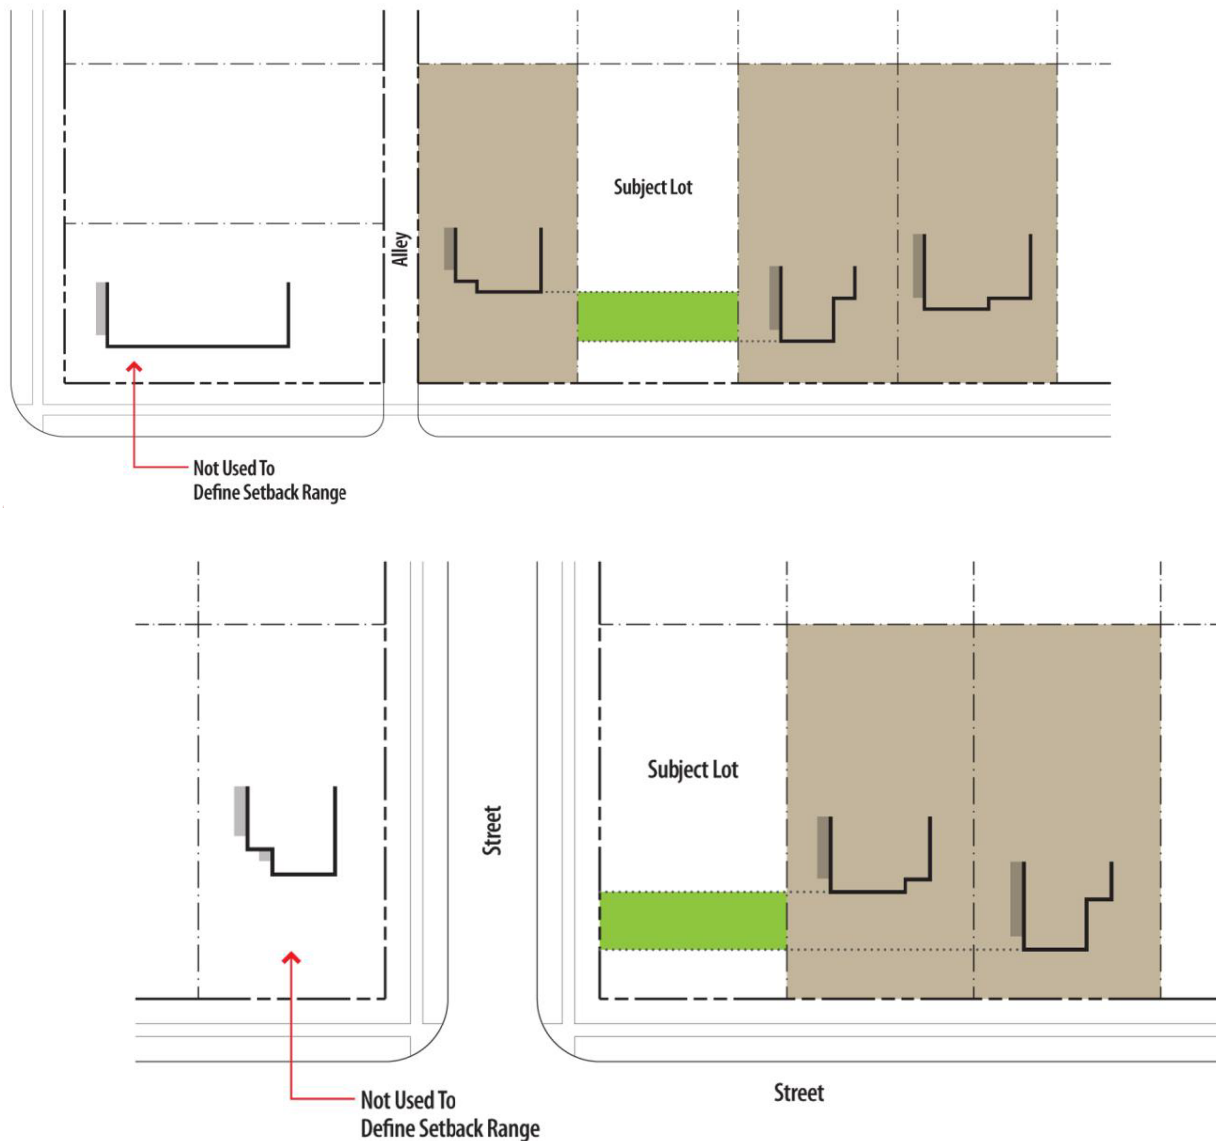 Subject Lot
Alley
Not Used To
Define Setback Range
Subject Lot
Street
Street
Not Used To
Define Setback Range